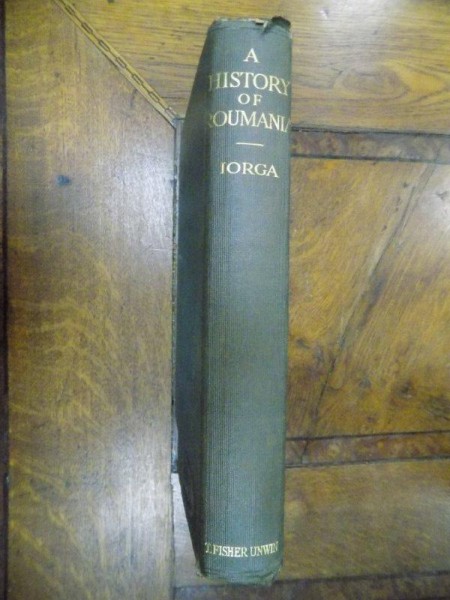 A
HISTORY
OF
ROUMANIA
IORGA
T. FISHER UNWIN